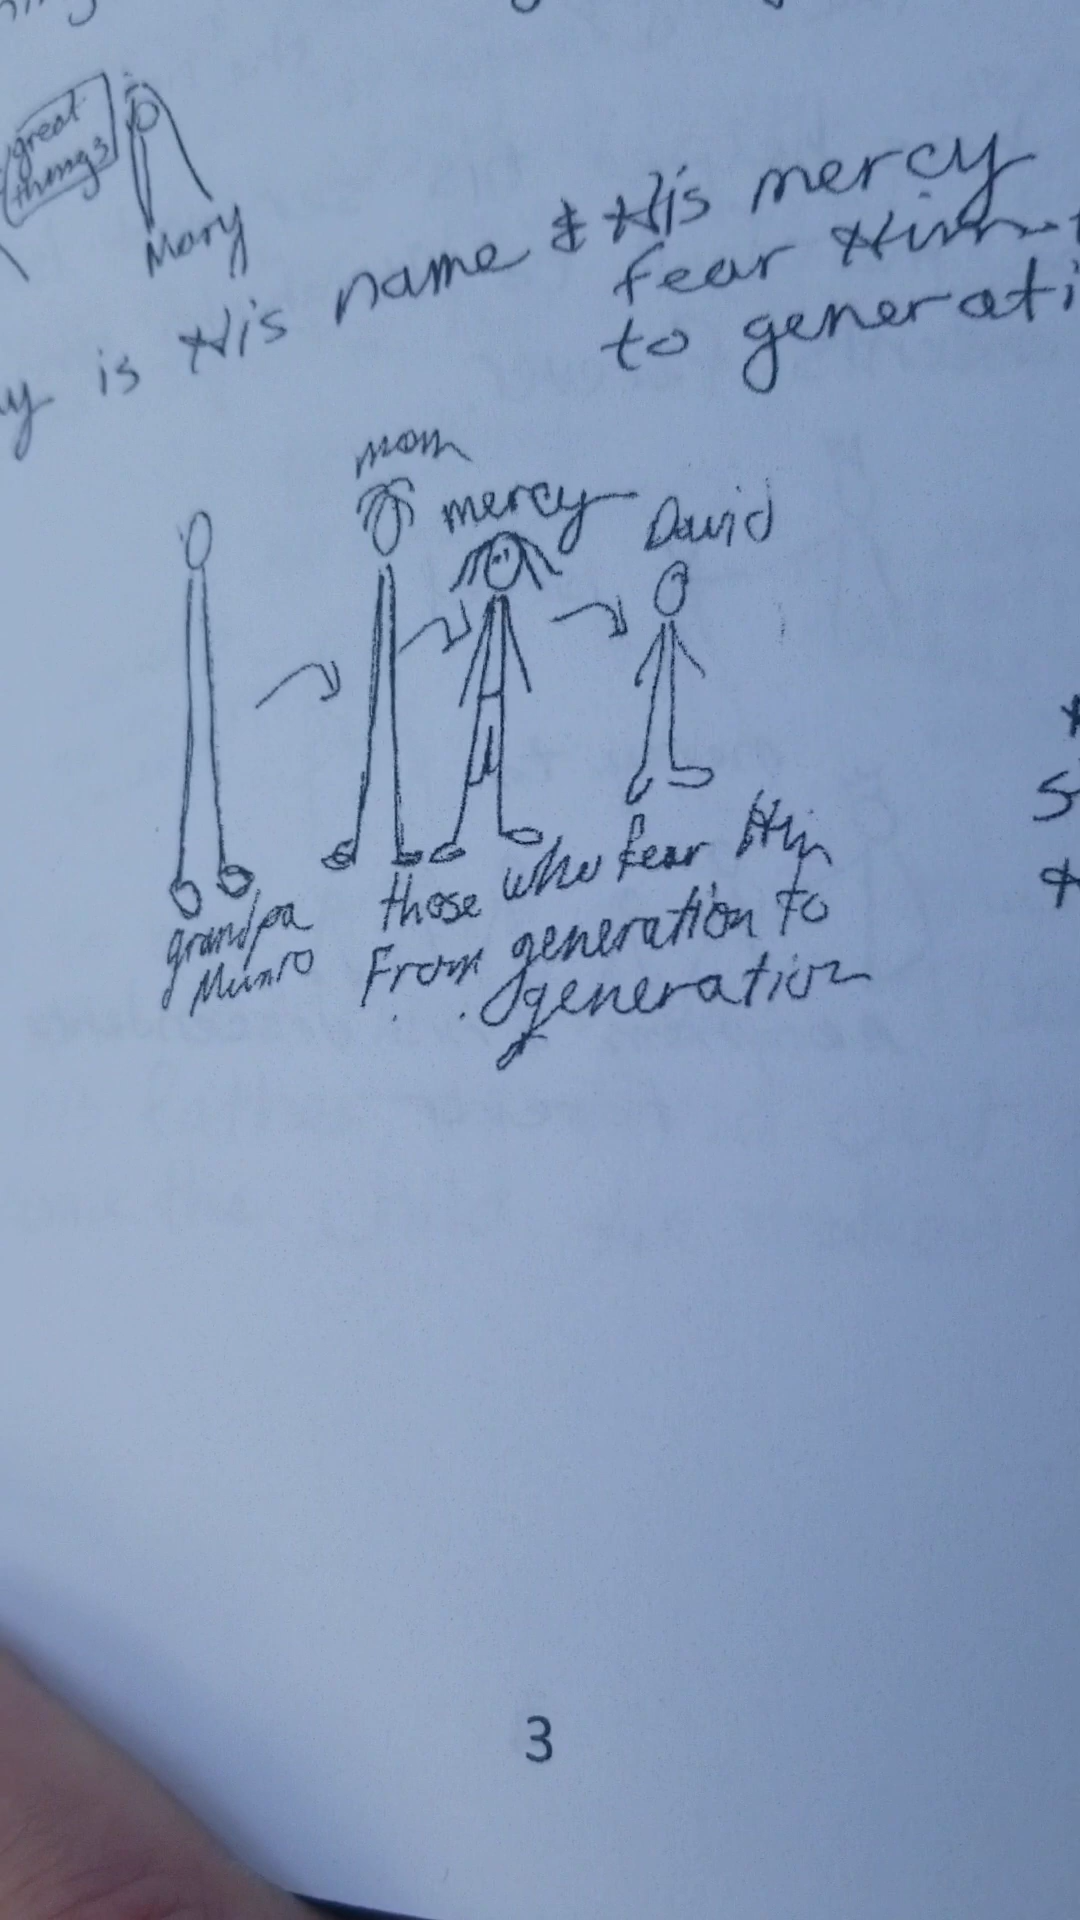 great
things
Mary
is His name & His mercy
fear Him
to generati
mom
mercy
David
grandpa
Munro
those who fear Him
From generation to
generation
3